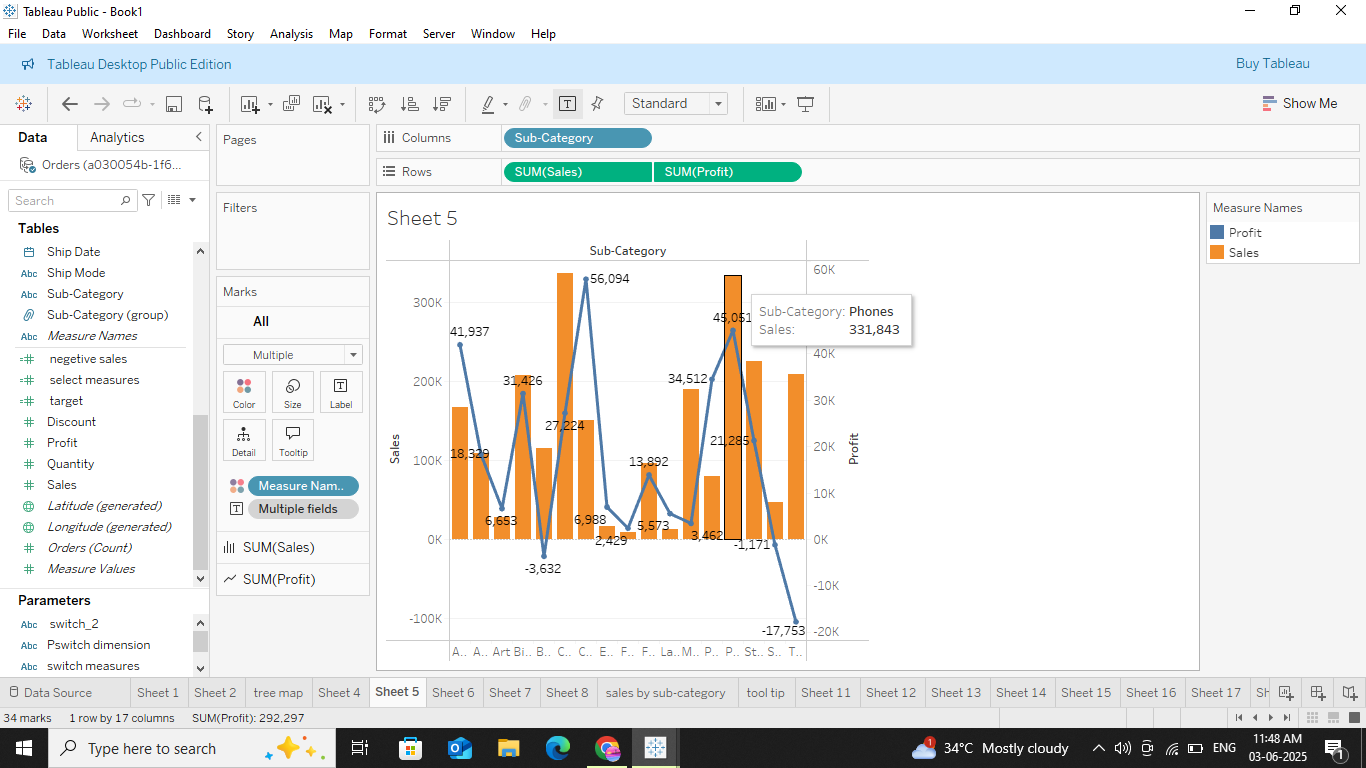 Tableau Public - Book1
File Data Worksheet Dashboard Story Analysis Map Format Server Window Help
Tableau Desktop Public Edition
Buy Tableau
Standard
Show Me
Data
Analytics
Orders (a030054b-1f6...
Search
Tables
Ship Date
Abc Ship Mode
Abc Sub-Category
Sub-Category (group)
Abc Measure Names
negetive sales
select measures
target
Discount
Profit
Quantity
Sales
Latitude (generated)
Longitude (generated)
Orders (Count)
Measure Values
Parameters
Abc switch_2
Abc Pswitch dimension
Abc switch measures
Pages
Filters
Marks
All
Multiple
Color Size Label
Detail Tooltip
Measure Nam..
Multiple fields
SUM(Sales)
SUM(Profit)
Columns
Sub-Category
Rows
SUM(Sales) SUM(Profit)
Sheet 5
Sub-Category
Sales
300K
200K
100K
0K
-100K
41,937
18,329
6,653
31,426
-3,632
27,224
56,094
6,988
2,429
13,892
5,573
3,462
34,512
45,051
21,285
-1,171
-17,753
60K
40K
30K
20K
10K
0K
-10K
-20K
Profit
A.. A.. Art Bi.. B.. C.. C.. E.. F.. F.. La.. M.. P.. P.. St.. S.. T..
Sub-Category: Phones
Sales: 331,843
Measure Names
Profit
Sales
Data Source Sheet 1 Sheet 2 tree map Sheet 4 Sheet 5 Sheet 6 Sheet 7 Sheet 8 sales by sub-category tool tip Sheet 11 Sheet 12 Sheet 13 Sheet 14 Sheet 15 Sheet 16 Sheet 17 Sh
34 marks 1 row by 17 columns SUM(Profit): 292,297
Type here to search
1
34°C Mostly cloudy
ENG
11:48 AM
03-06-2025
1